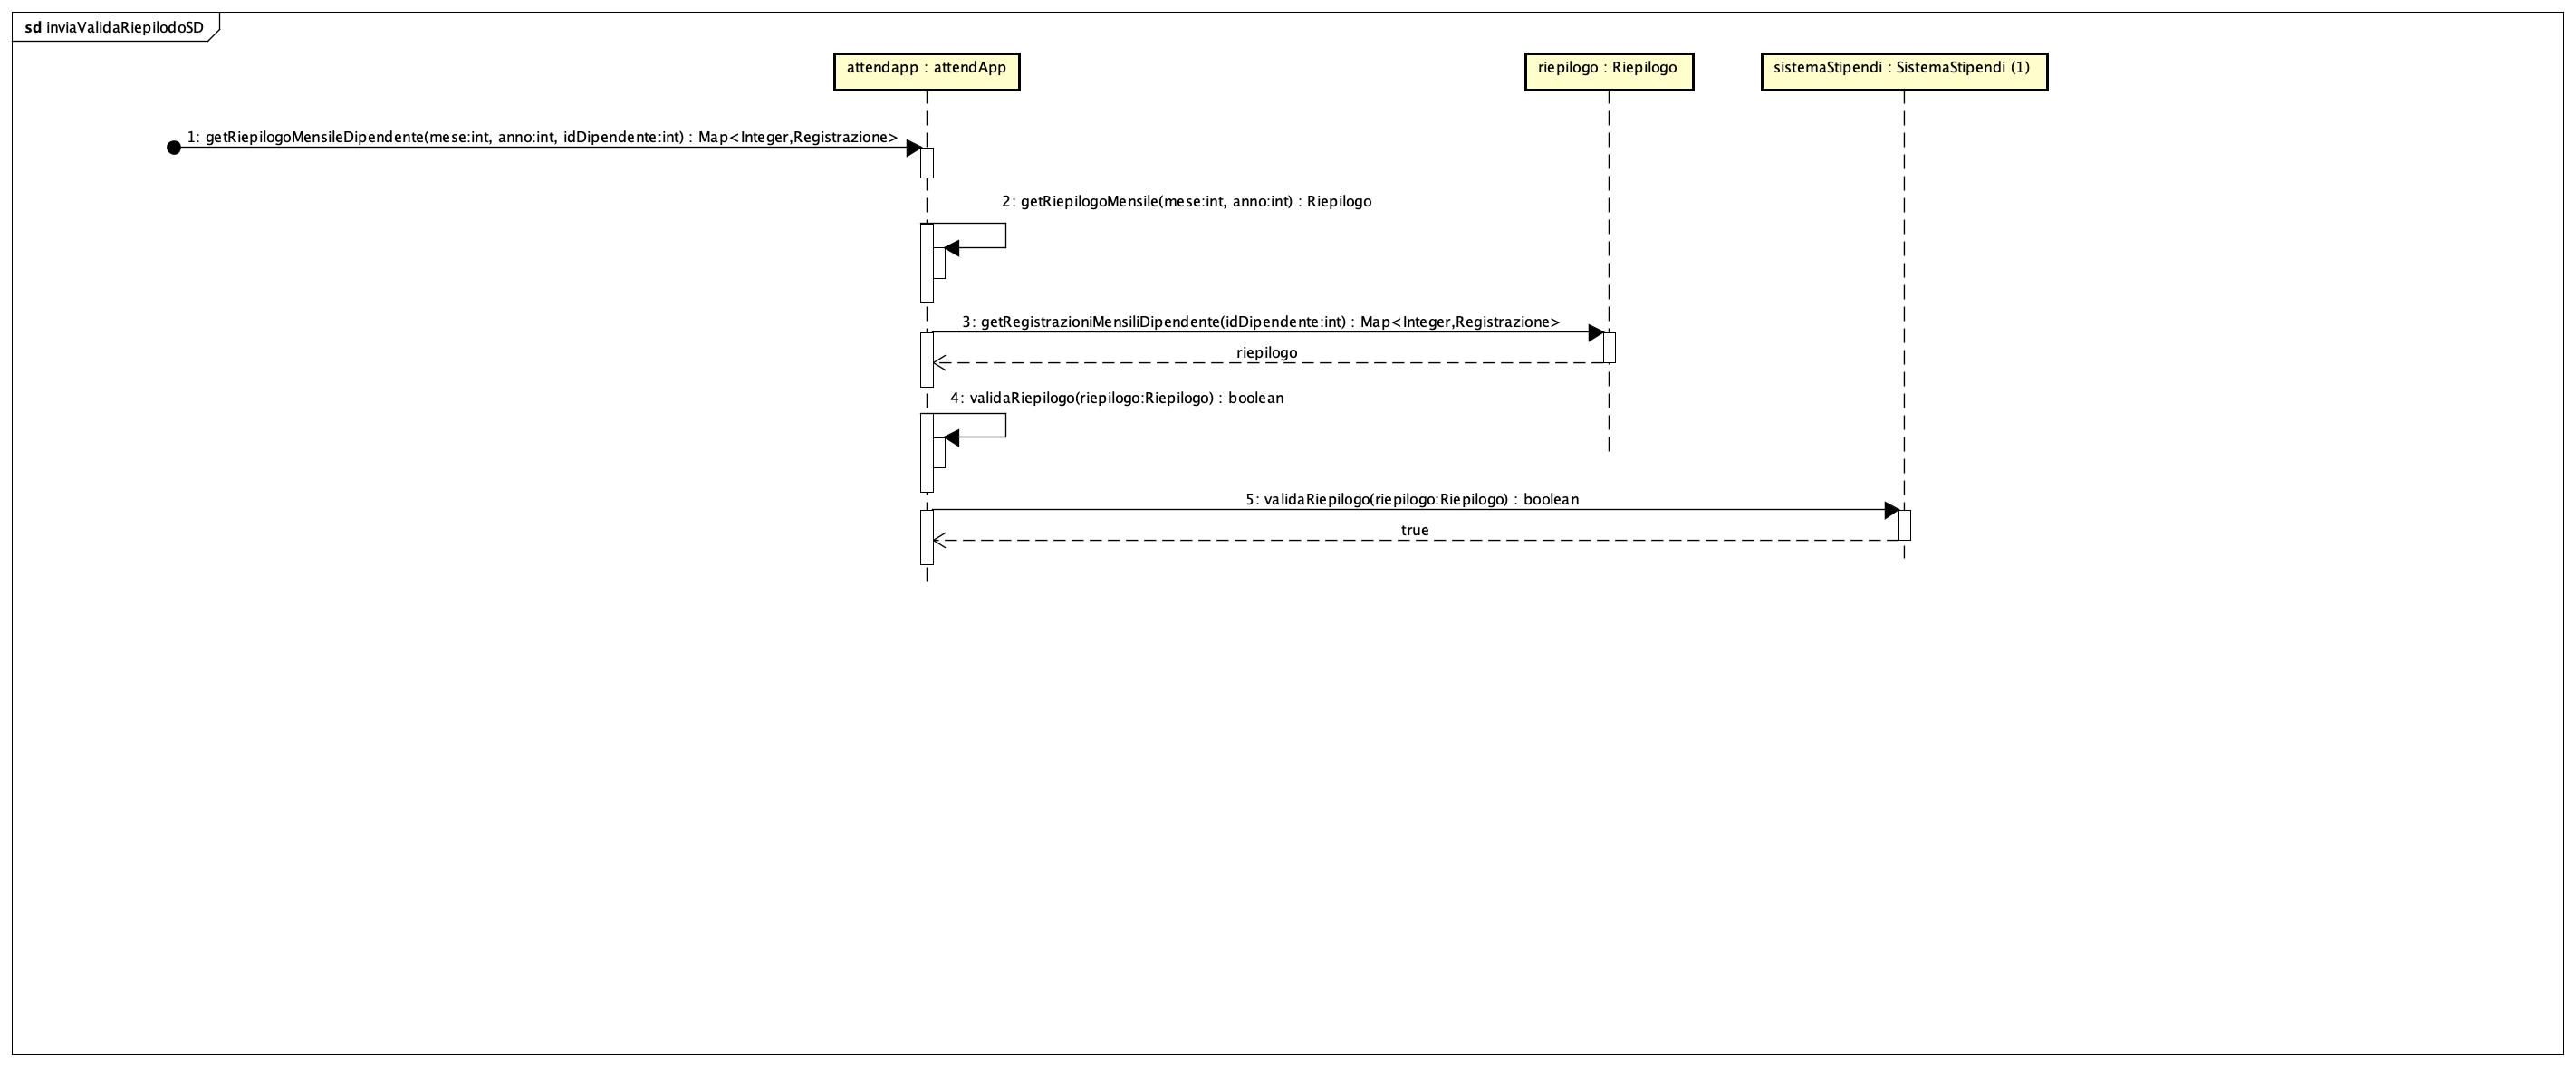 sd inviaValidaRiepilodoSD
attendapp : attendApp
riepilogo : Riepilogo
sistemaStipendi : SistemaStipendi (1)
1: getRiepilogoMensileDipendente(mese:int, anno:int, idDipendente:int) : Map<Integer,Registrazione>
2: getRiepilogoMensile(mese:int, anno:int) : Riepilogo
3: getRegistrazioniMensiliDipendente(idDipendente:int) : Map<Integer,Registrazione>
riepilogo
4: validaRiepilogo(riepilogo:Riepilogo) : boolean
5: validaRiepilogo(riepilogo:Riepilogo) : boolean
true